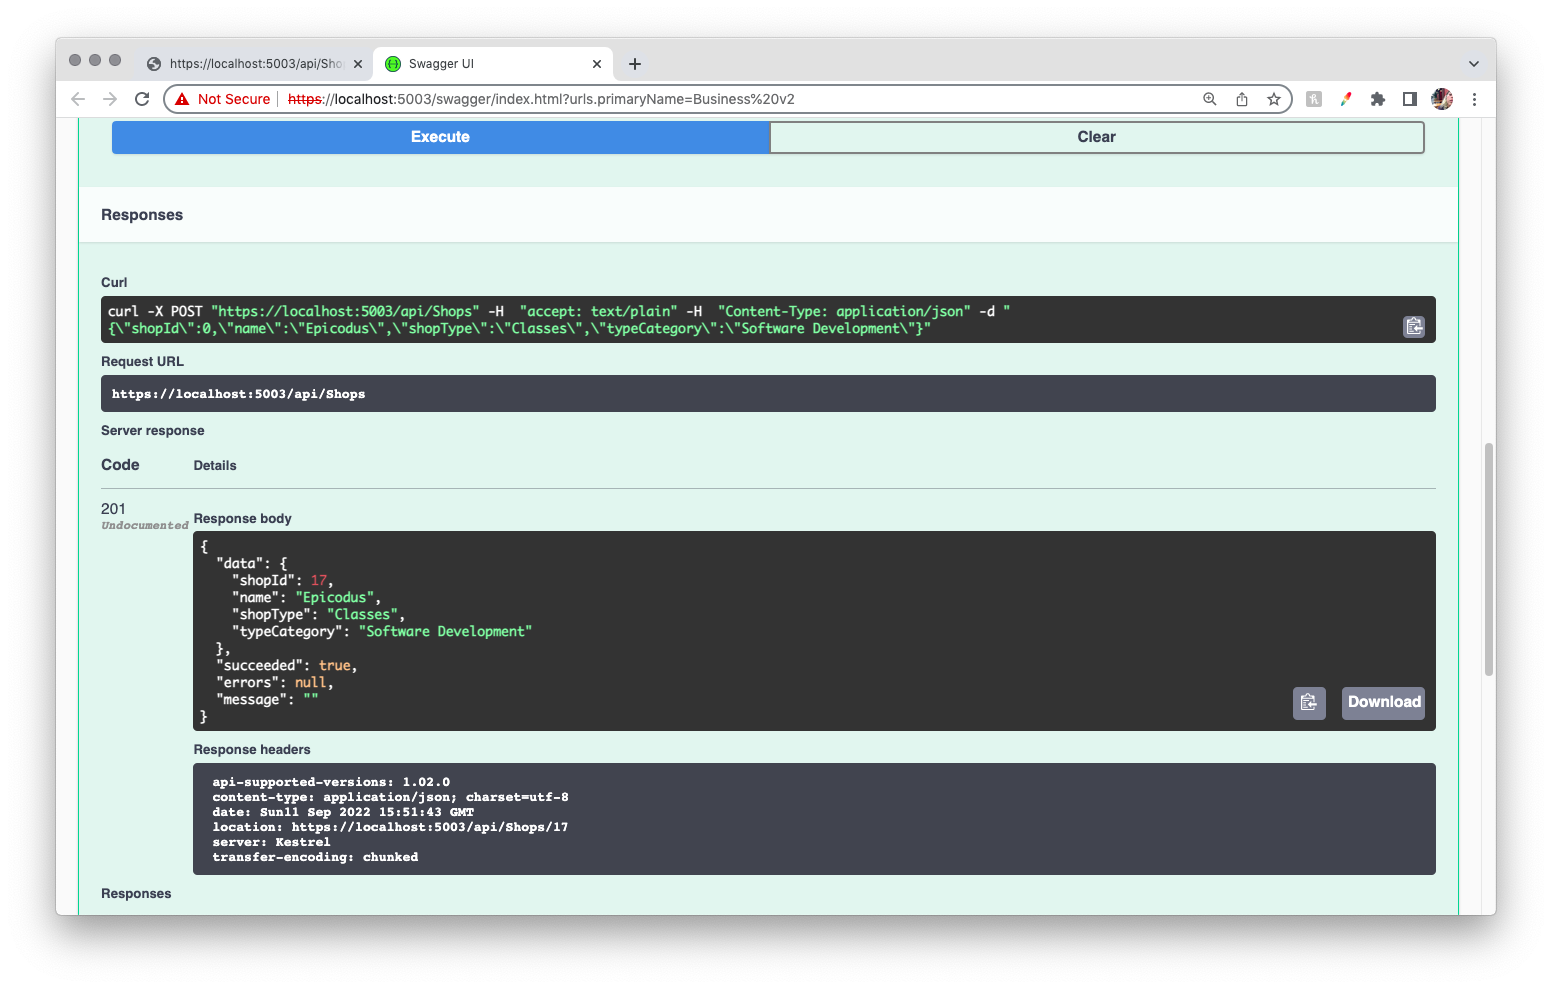 https://localhost:5003/api/Sho
Swagger UI
Not Secure https://localhost:5003/swagger/index.html?urls.primaryName=Business%20v2
Execute
Clear
Responses
Curl
curl -X POST "https://localhost:5003/api/Shops" -H  "accept: text/plain" -H  "Content-Type: application/json" -d "
{\"shopId\":0,\"name\":\"Epicodus\",\"shopType\":\"Classes\",\"typeCategory\":\"Software Development\"}"
Request URL
https://localhost:5003/api/Shops
Server response
Code Details
201
Undocumented
Response body
{
  "data": {
    "shopId": 17,
    "name": "Epicodus",
    "shopType": "Classes",
    "typeCategory": "Software Development"
  },
  "succeeded": true,
  "errors": null,
  "message": ""
}
Download
Response headers
api-supported-versions: 1.02.0
content-type: application/json; charset=utf-8
date: Sun11 Sep 2022 15:51:43 GMT
location: https://localhost:5003/api/Shops/17
server: Kestrel
transfer-encoding: chunked
Responses